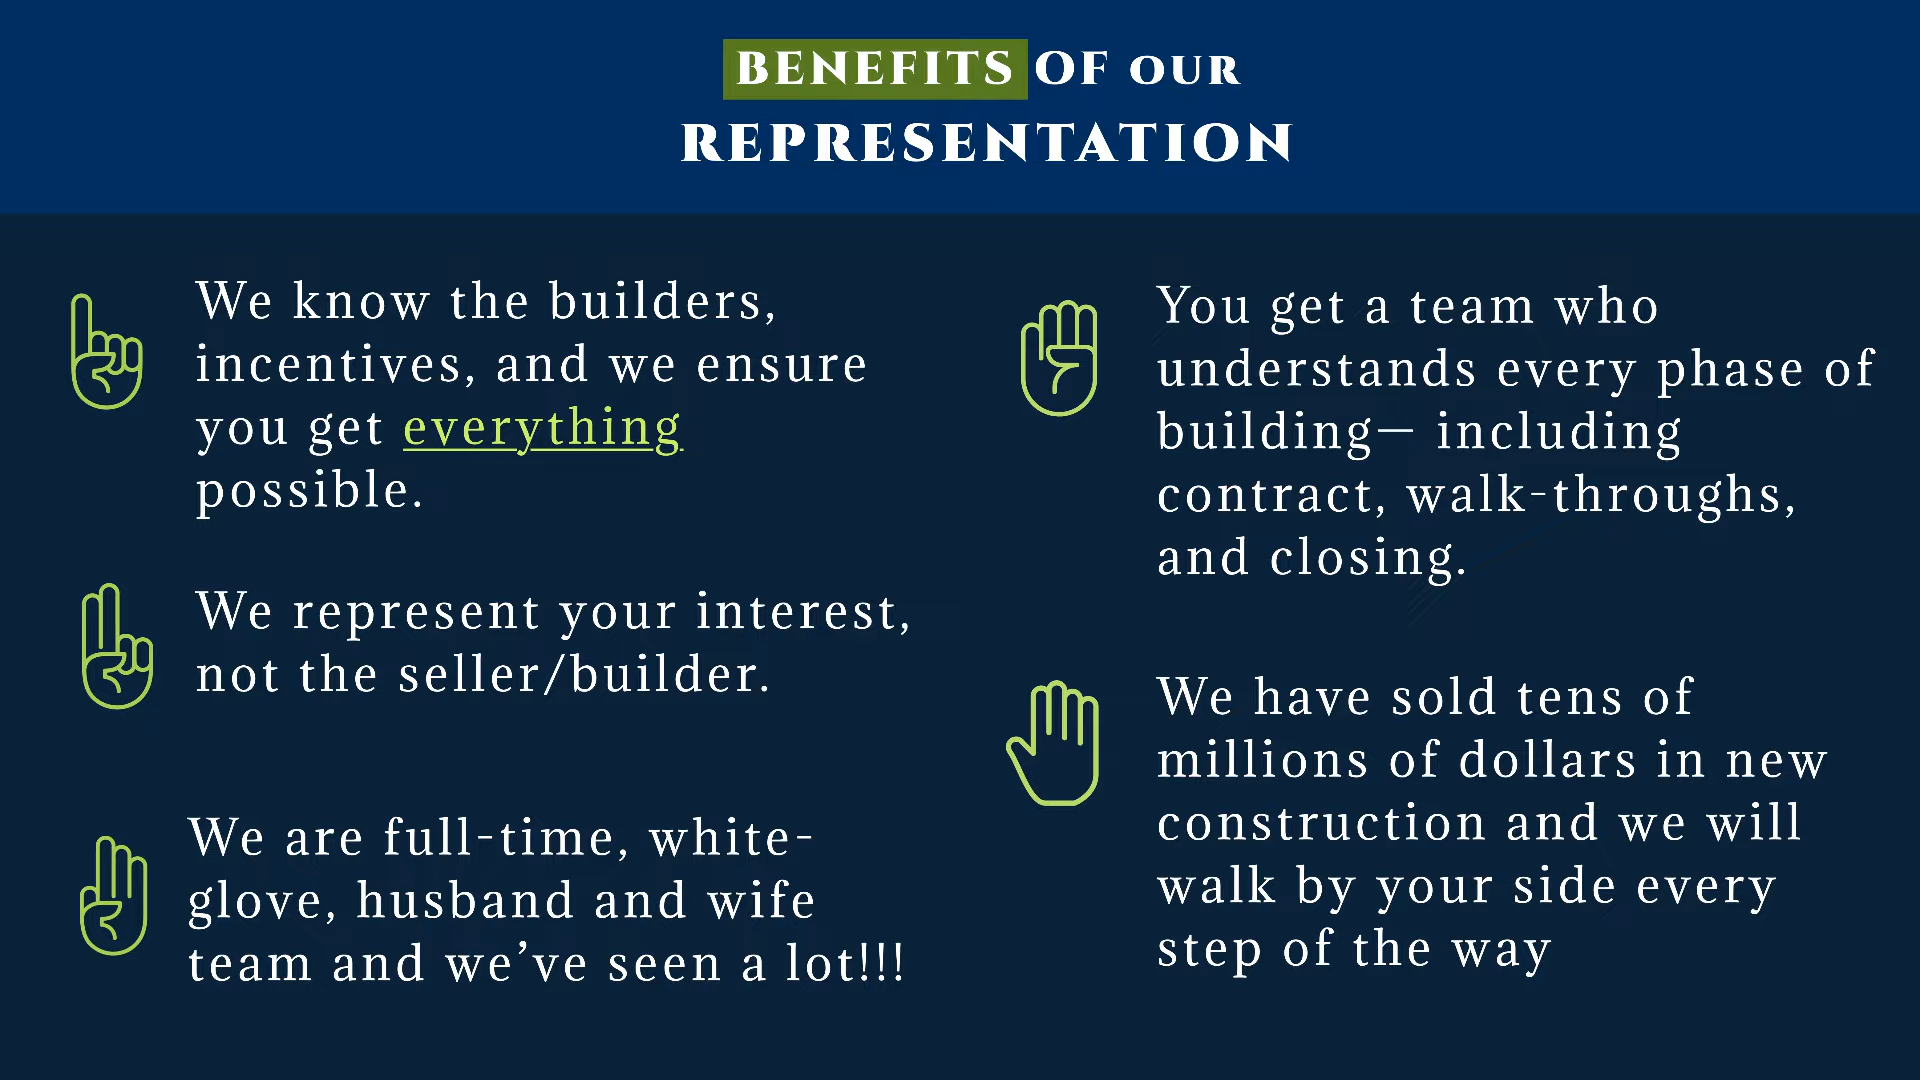 BENEFITS OF OUR
REPRESENTATION
We know the builders,
incentives, and we ensure
you get everything
possible.
We represent your interest,
not the seller/builder.
We are full-time, white-
glove, husband and wife
team and we’ve seen a lot!!!
You get a team who
understands every phase of
building— including
contract, walk-throughs,
and closing.
We have sold tens of
millions of dollars in new
construction and we will
walk by your side every
step of the way